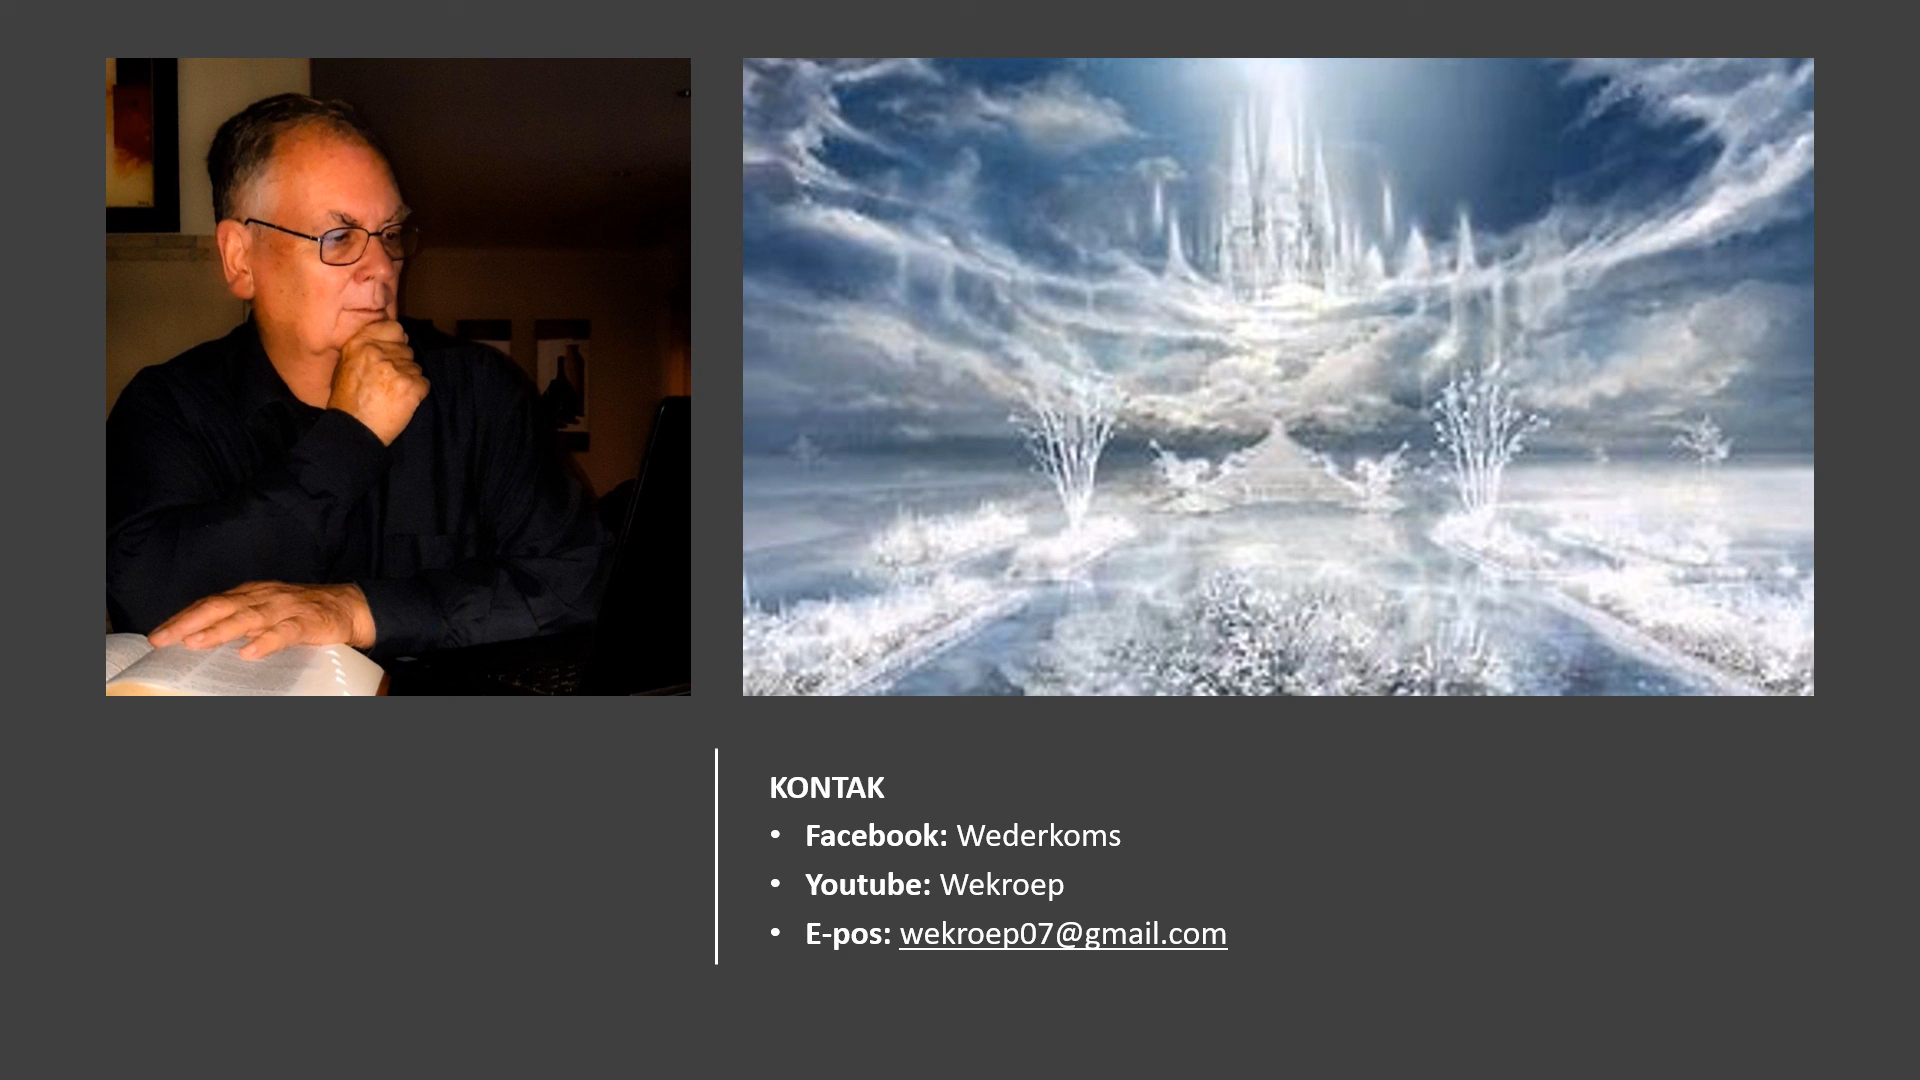 KONTAK
• Facebook: Wederkoms
• Youtube: Wekroep
• E-pos: wekroep07@gmail.com